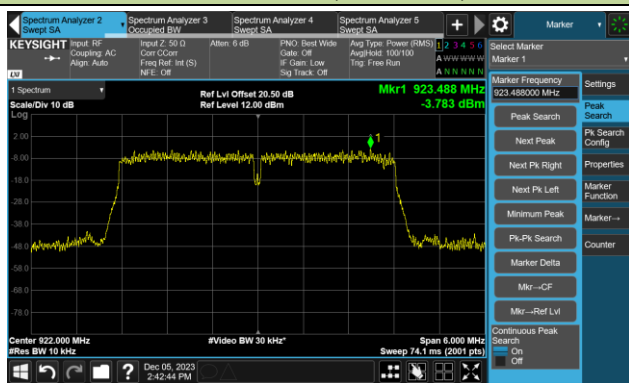 Spectrum Analyzer 2
Swept SA
Spectrum Analyzer 3
Occupied BW
Spectrum Analyzer 4
Swept SA
Spectrum Analyzer 5
Swept SA
+
Marker
KEYSIGHT
Input: RF
Coupling: AC
Align: Auto
Input Z: 50 Ω
Corr CCorr
Freq Ref: Int (S)
NFE: Off
Atten: 6 dB
PNO: Best Wide
Gate: Off
IF Gain: Low
Sig Track: Off
Avg Type: Power (RMS)
Avg|Hold: 100/100
Trig: Free Run
1 2 3 4 5 6
A W W W W W
A N N N N N
Select Marker
Marker 1
LXI
1 Spectrum
Scale/Div 10 dB
Log
Ref Lvl Offset 20.50 dB
Ref Level 12.00 dBm
Mkr1 923.488 MHz
-3.783 dBm
2.00
-8.00
-18.0
-28.0
-38.0
-48.0
-58.0
-68.0
-78.0
1
Center 922.000 MHz
#Res BW 10 kHz
#Video BW 30 kHz*
Span 6.000 MHz
Sweep 74.1 ms (2001 pts)
Marker Frequency
923.488000 MHz
Peak Search
Next Peak
Next Pk Right
Next Pk Left
Minimum Peak
Pk-Pk Search
Marker Delta
Mkr→CF
Mkr→Ref Lvl
Continuous Peak
Search
On
Off
Settings
Peak
Search
Pk Search
Config
Properties
Marker
Function
Marker→
Counter
?
Dec 05, 2023
2:42:44 PM